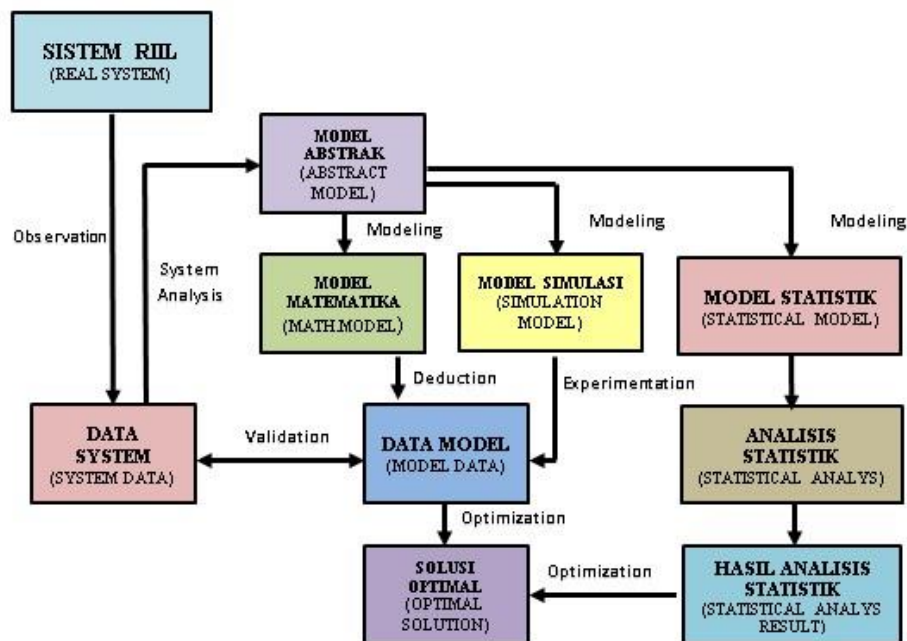 SISTEM RIIL
(REAL SYSTEM)
MODEL
ABSTRAK
(ABSTRACT
MODEL)
Observation
System
Analysis
Modeling
Modeling
Modeling
MODEL
MATEMATIKA
(MATH.MODEL)
MODEL SIMULASI
(SIMULATION
MODEL)
MODEL STATISTIK
(STATISTICAL MODEL)
Deduction
Experimentation
DATA
SYSTEM
(SYSTEM DATA)
Validation
DATA MODEL
(MODEL DATA)
ANALISIS
STATISTIK
(STATISTICAL ANALYS)
Optimization
SOLUSI
OPTIMAL
(OPTIMAL
SOLUTION)
Optimization
HASIL ANALISIS
STATISTIK
(STATISTICAL ANALYS
RESULT)